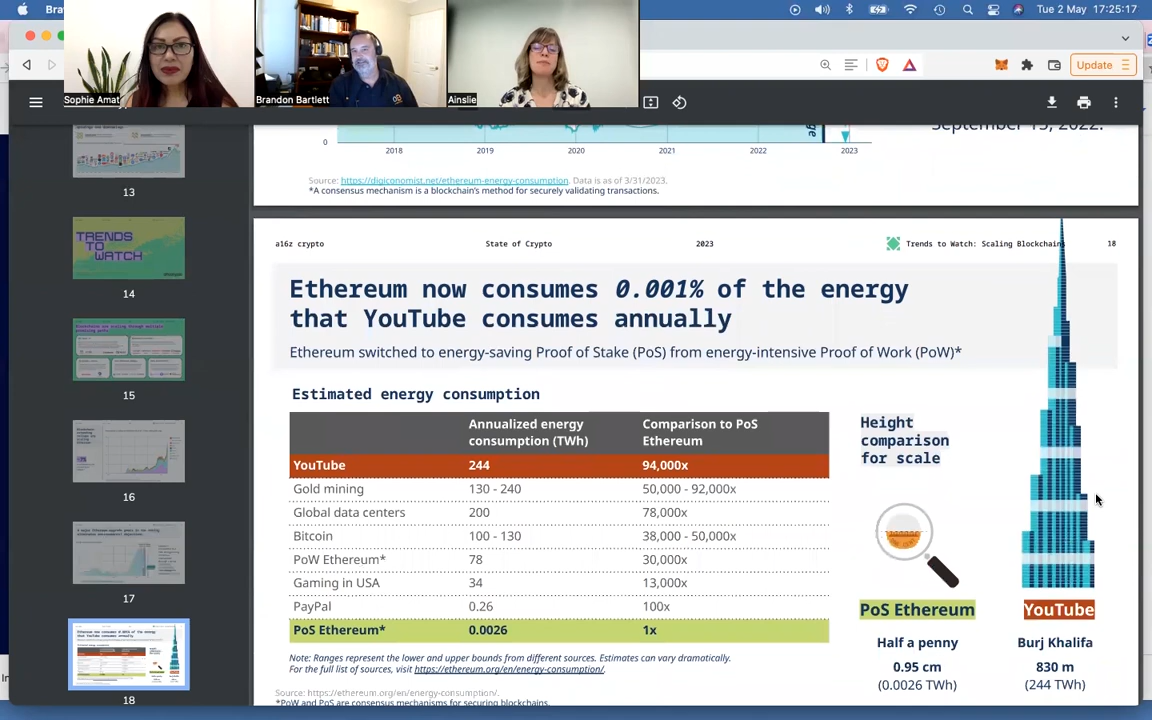 Brav
Tue 2 May 17:25:17
Update
Sophie Amat
Brandon Bartlett
Ainslie
13
TRENDS
TO
WATCH
14
15
16
17
18
0
2018
2019
2020
2021
2022
2023
September 15, 2022.
Source: https://digiconomist.net/ethereum-energy-consumption. Data is as of 3/31/2023.
*A consensus mechanism is a blockchain's method for securely validating transactions.
a16z crypto
State of Crypto
2023
Trends to Watch: Scaling Blockchains
18
Ethereum now consumes 0.001% of the energy
that YouTube consumes annually
Ethereum switched to energy-saving Proof of Stake (PoS) from energy-intensive Proof of Work (PoW)*
Estimated energy consumption
Annualized energy consumption (TWh)
Comparison to PoS Ethereum
YouTube 244 94,000x
Gold mining 130 - 240 50,000 - 92,000x
Global data centers 200 78,000x
Bitcoin 100 - 130 38,000 - 50,000x
PoW Ethereum* 78 30,000x
Gaming in USA 34 13,000x
PayPal 0.26 100x
PoS Ethereum* 0.0026 1x
Note: Ranges represent the lower and upper bounds from different sources. Estimates can vary dramatically.
For the full list of sources, visit https://ethereum.org/en/energy-consumption/.
Source: https://ethereum.org/en/energy-consumption/.
*PoW and PoS are consensus mechanisms for securing blockchains.
Height
comparison
for scale
PoS Ethereum
Half a penny
0.95 cm
(0.0026 TWh)
YouTube
Burj Khalifa
830 m
(244 TWh)